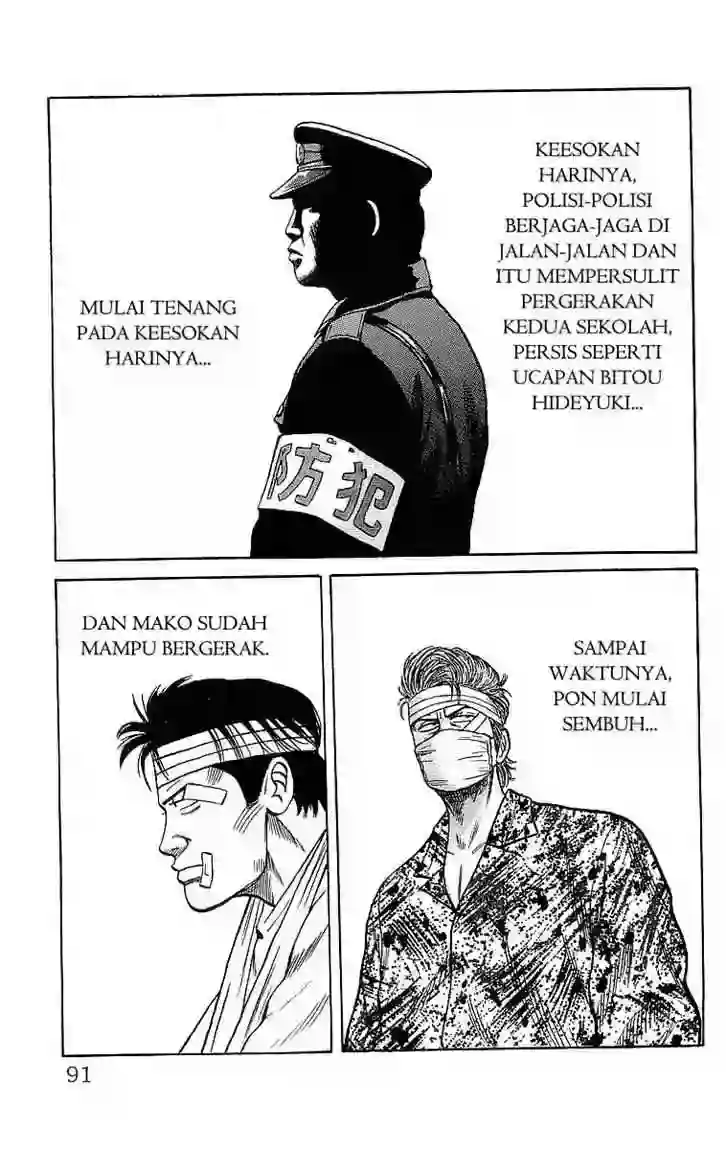 KEESOKAN
HARINYA,
POLISI-POLISI
BERJAGA-JAGA DI
JALAN-JALAN DAN
ITU MEMPERSULIT
PERGERAKAN
KEDUA SEKOLAH,
PERSIS SEPERTI
UCAPAN BITOU
HIDEYUKI...
MULAI TENANG
PADA KEESOKAN
HARINYA...
防犯
SAMPAI
WAKTUNYA,
PON MULAI
SEMBUH...
DAN MAKO SUDAH
MAMPU BERGERAK.
91